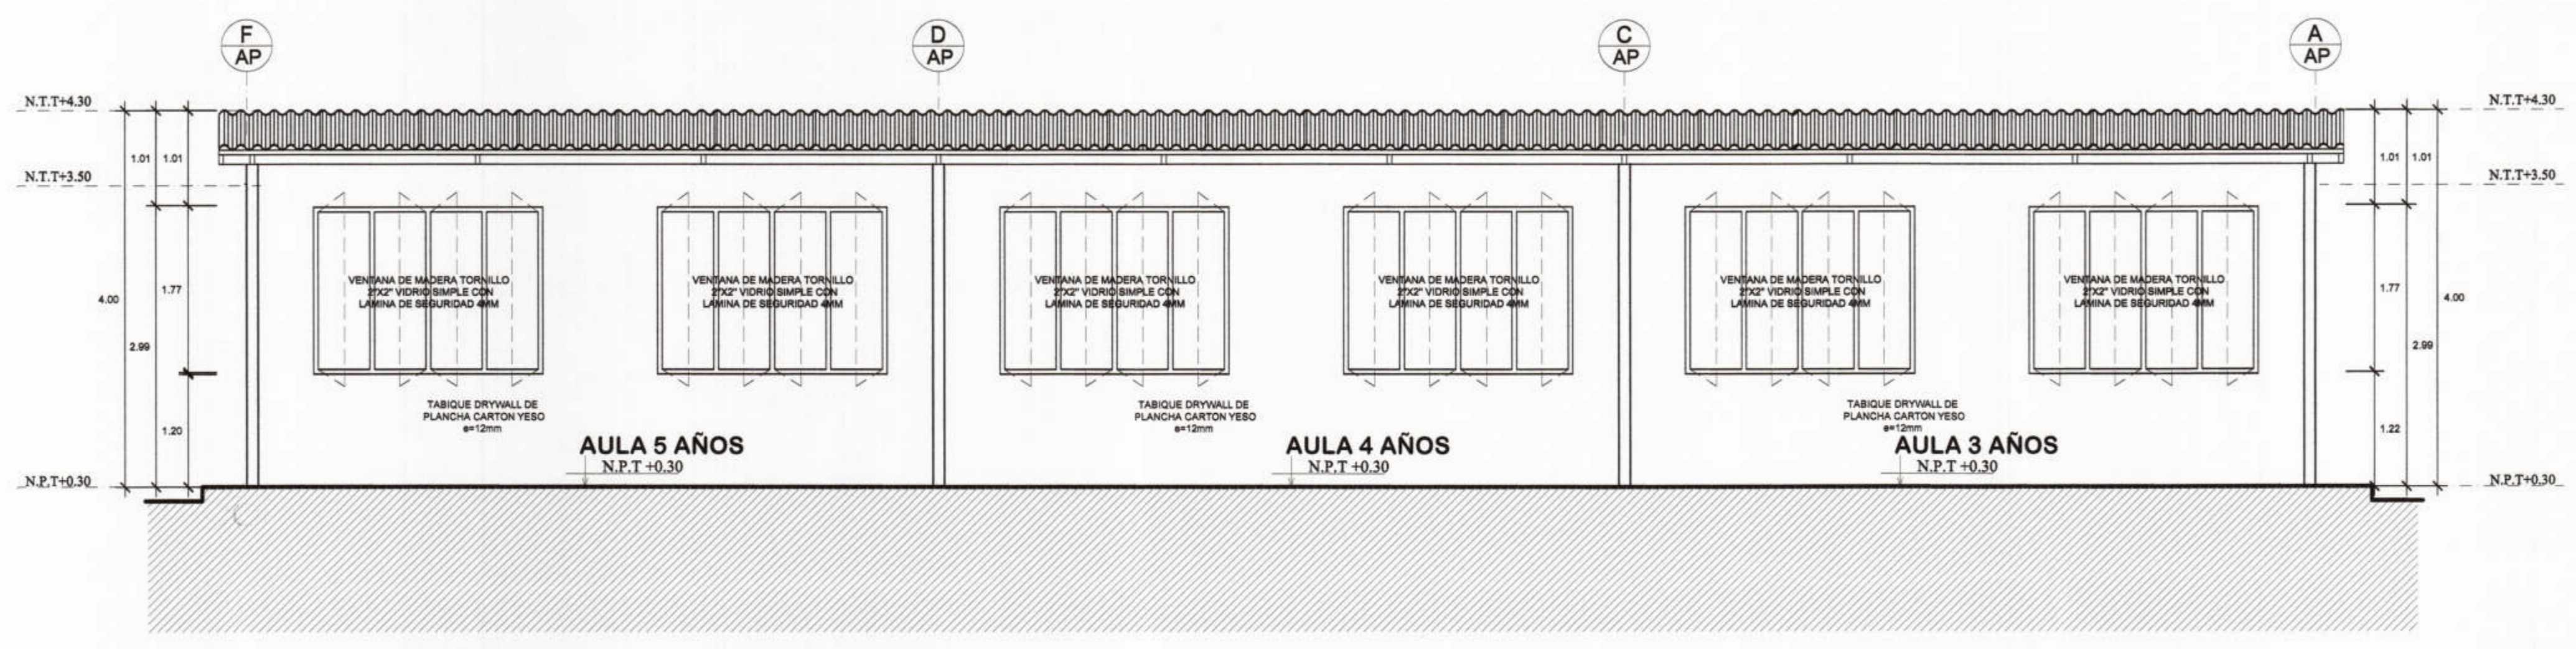 F
AP
D
AP
C
AP
A
AP
N.T.T+4.30
N.T.T+4.30
1.01
1.01
1.01
1.01
N.T.T+3.50
N.T.T+3.50
VENTANA DE MADERA TORNILLO
2"X2" VIDRIO SIMPLE CON
LAMINA DE SEGURIDAD 4MM
VENTANA DE MADERA TORNILLO
2"X2" VIDRIO SIMPLE CON
LAMINA DE SEGURIDAD 4MM
VENTANA DE MADERA TORNILLO
2"X2" VIDRIO SIMPLE CON
LAMINA DE SEGURIDAD 4MM
VENTANA DE MADERA TORNILLO
2"X2" VIDRIO SIMPLE CON
LAMINA DE SEGURIDAD 4MM
VENTANA DE MADERA TORNILLO
2"X2" VIDRIO SIMPLE CON
LAMINA DE SEGURIDAD 4MM
VENTANA DE MADERA TORNILLO
2"X2" VIDRIO SIMPLE CON
LAMINA DE SEGURIDAD 4MM
4.00
1.77
1.77
4.00
2.99
2.99
TABIQUE DRYWALL DE
PLANCHA CARTON YESO
e=12mm
TABIQUE DRYWALL DE
PLANCHA CARTON YESO
e=12mm
TABIQUE DRYWALL DE
PLANCHA CARTON YESO
e=12mm
1.20
1.22
AULA 5 AÑOS
N.P.T +0.30
AULA 4 AÑOS
N.P.T +0.30
AULA 3 AÑOS
N.P.T +0.30
N.P.T+0.30
N.P.T+0.30